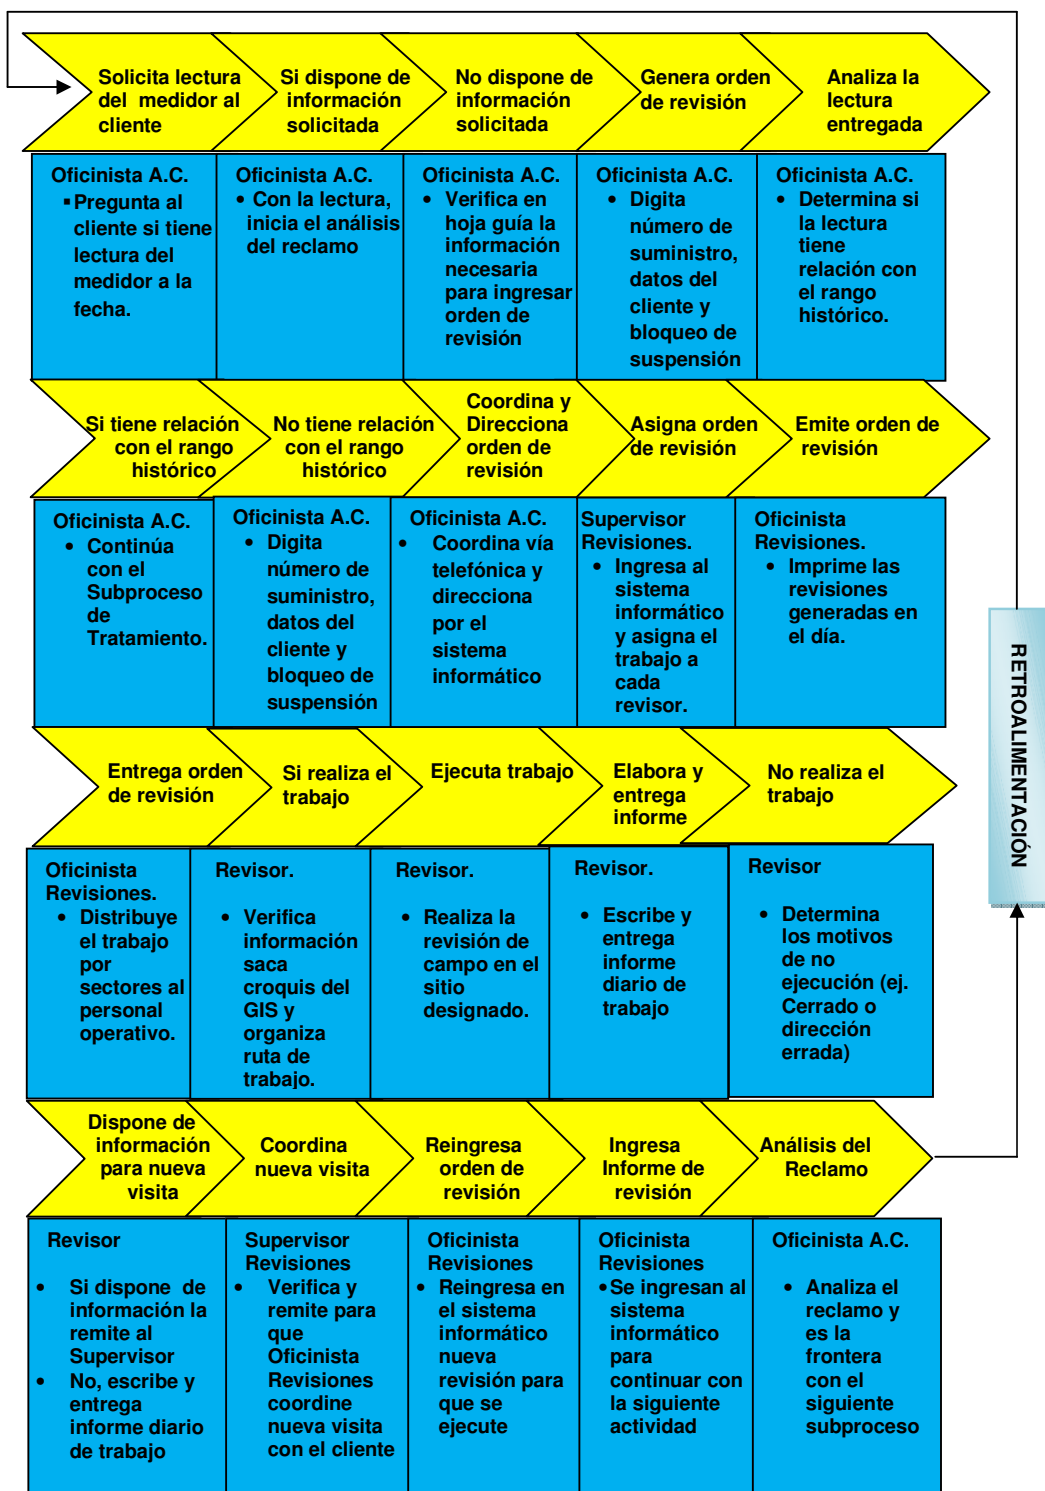 Solicita lectura
del medidor al
cliente
Si dispone de
información
solicitada
No dispone de
información
solicitada
Genera orden
de revisión
Analiza la
lectura
entregada
Oficinista A.C.
▪ Pregunta al
cliente si tiene
lectura del
medidor a la
fecha.
Oficinista A.C.
• Con la lectura,
inicia el análisis
del reclamo
Oficinista A.C.
• Verifica en
hoja guía la
información
necesaria
para ingresar
orden de
revisión
Oficinista A.C.
• Digita
número de
suministro,
datos del
cliente y
bloqueo de
suspensión
Oficinista A.C.
• Determina si
la lectura
tiene
relación con
el rango
histórico.
Si tiene relación
con el rango
histórico
No tiene relación
con el rango
histórico
Coordina y
Direcciona
orden de
revisión
Asigna orden
de revisión
Emite orden de
revisión
Oficinista A.C.
• Continúa
con el
Subproceso
de
Tratamiento.
Oficinista A.C.
• Digita
número de
suministro,
datos del
cliente y
bloqueo de
suspensión
Oficinista A.C.
• Coordina vía
telefónica y
direcciona
por el
sistema
informático
Supervisor
Revisiones.
• Ingresa al
sistema
informático
y asigna el
trabajo a
cada
revisor.
Oficinista
Revisiones.
• Imprime las
revisiones
generadas en
el día.
Entrega orden
de revisión
Si realiza el
trabajo
Ejecuta trabajo
Elabora y
entrega
informe
No realiza el
trabajo
Oficinista
Revisiones.
• Distribuye
el trabajo
por
sectores al
personal
operativo.
Revisor.
• Verifica
información
saca
croquis del
GIS y
organiza
ruta de
trabajo.
Revisor.
• Realiza la
revisión de
campo en el
sitio
designado.
Revisor.
• Escribe y
entrega
informe
diario de
trabajo
Revisor
• Determina
los motivos
de no
ejecución (ej.
Cerrado o
dirección
errada)
Dispone de
información
para nueva
visita
Coordina
nueva visita
Reingresa
orden de
revisión
Ingresa
Informe de
revisión
Análisis del
Reclamo
Revisor
• Si dispone de
información la
remite al
Supervisor
• No, escribe y
entrega
informe diario
de trabajo
Supervisor
Revisiones
• Verifica y
remite para
que
Oficinista
Revisiones
coordine
nueva visita
con el cliente
Oficinista
Revisiones
• Reingresa en
el sistema
informático
nueva
revisión para
que se
ejecute
Oficinista
Revisiones
• Se ingresan al
sistema
informático
para
continuar con
la siguiente
actividad
Oficinista A.C.
• Analiza el
reclamo y
es la
frontera
con el
siguiente
subproceso
RETROALIMENTACIÓN